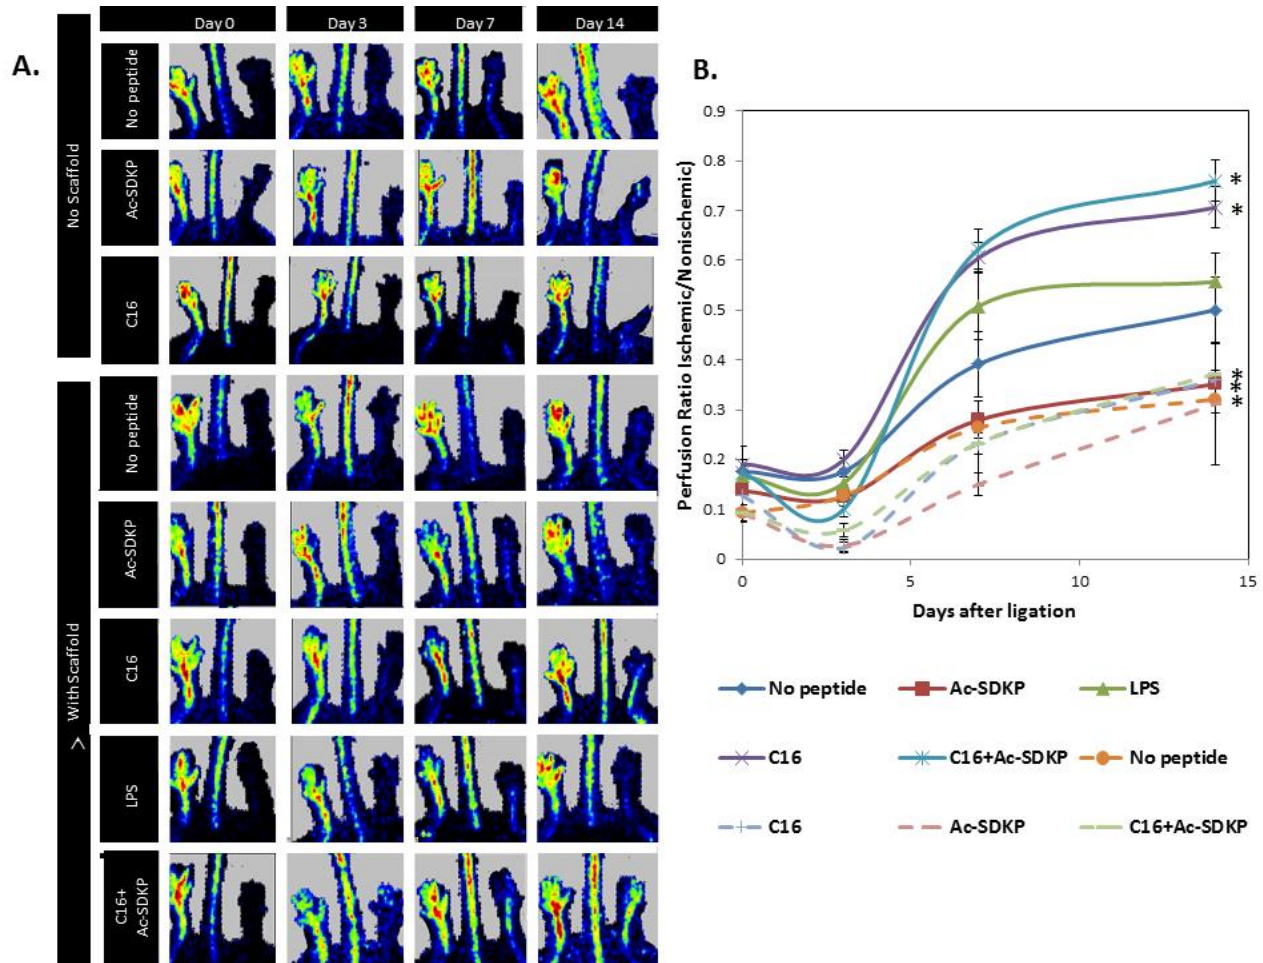 A.
Day 0
Day 3
Day 7
Day 14
No Scaffold
No peptide
Ac-SDKP
C16
With Scaffold
>
No peptide
Ac-SDKP
C16
LPS
C16+
Ac-SDKP
B.
Perfusion Ratio Ischemic/Nonischemic
0.9
0.8
0.7
0.6
0.5
0.4
0.3
0.2
0.1
0
*
*
*
*
*
0
5
10
15
Days after ligation
No peptide
Ac-SDKP
LPS
C16
C16+Ac-SDKP
No peptide
C16
Ac-SDKP
C16+Ac-SDKP